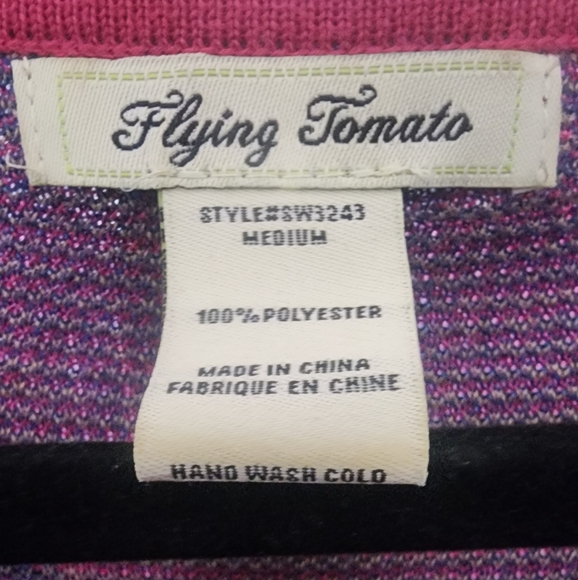 Flying Tomato
STYLE#SW3243
MEDIUM
100%POLYESTER
MADE IN CHINA
FABRIQUE EN CHINE
HAND WASH COLD